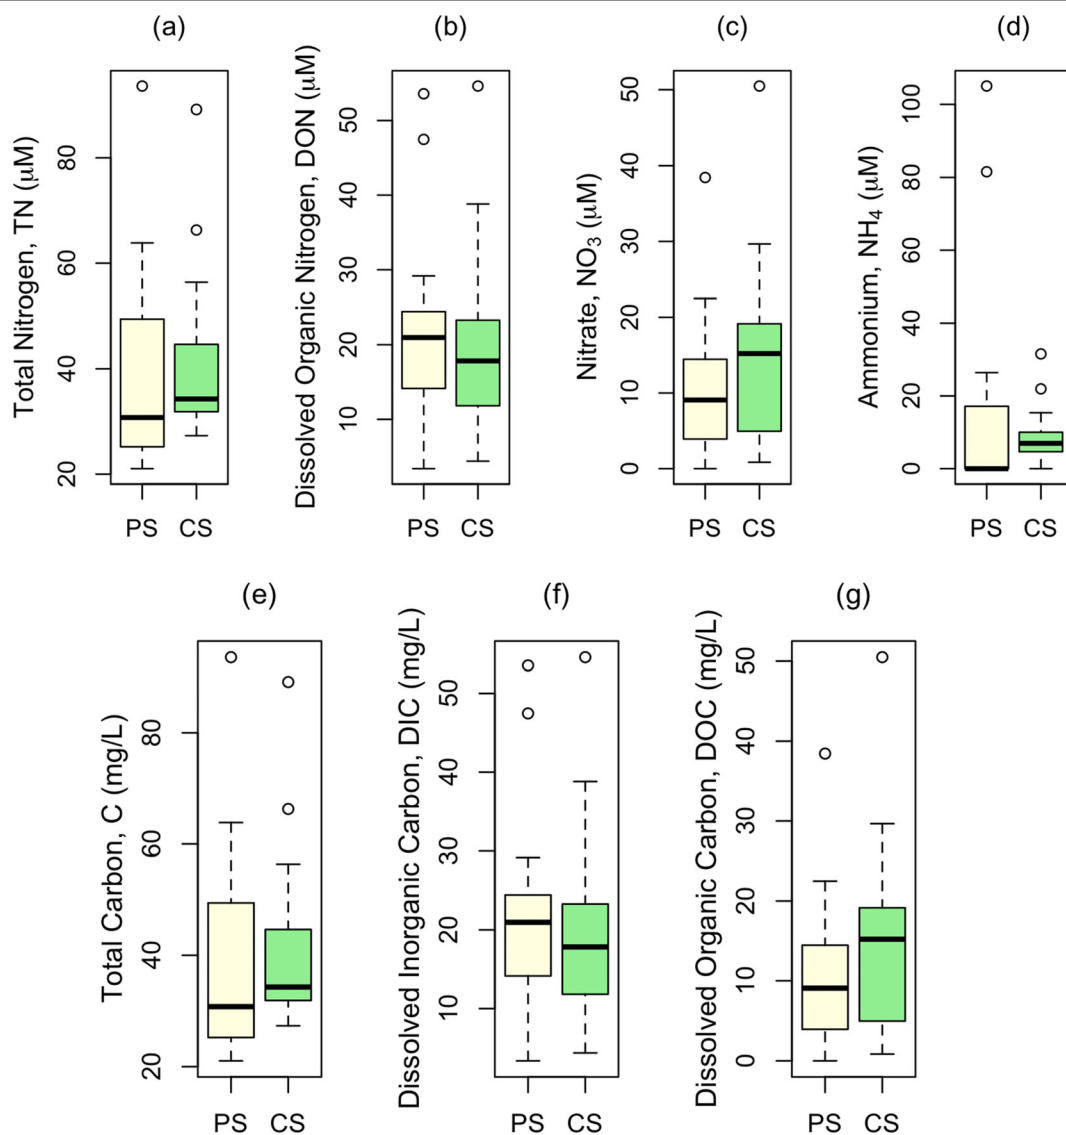 (a) (b) (c) (d)
Total Nitrogen, TN (μM)
20 40 60 80
PS CS
Dissolved Organic Nitrogen, DON (μM)
10 20 30 40 50
PS CS
Nitrate, NO₃ (μM)
0 10 20 30 40 50
PS CS
Ammonium, NH₄ (μM)
0 20 40 60 80 100
PS CS
(e) (f) (g)
Total Carbon, C (mg/L)
20 40 60 80
PS CS
Dissolved Inorganic Carbon, DIC (mg/L)
10 20 30 40 50
PS CS
Dissolved Organic Carbon, DOC (mg/L)
0 10 20 30 40 50
PS CS